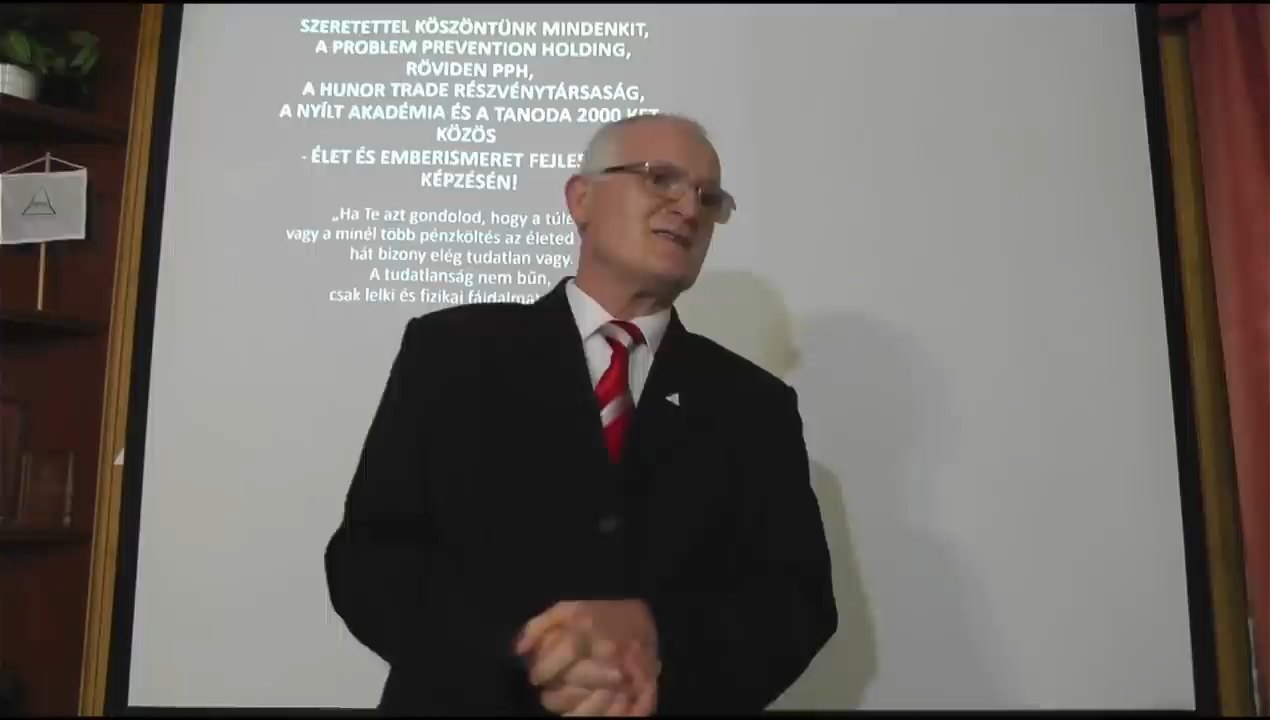 SZERETETTEL KÖSZÖNTÜNK MINDENKIT,
A PROBLEM PREVENTION HOLDING,
RÖVIDEN PPH,
A HUNOR TRADE RÉSZVÉNYTÁRSASÁG,
A NYÍLT AKADÉMIA ÉS A TANODA 2000 KFT
KÖZÖS
- ÉLET ÉS EMBERISMERET
KÉPZÉSÉN!
„Ha Te azt gondolod, hogy a
vagy a minél több pénzköltés az életed
hát bizony elég tudatlan vagy.
A tudatlanság nem bűn,
csak lelki és fizikai